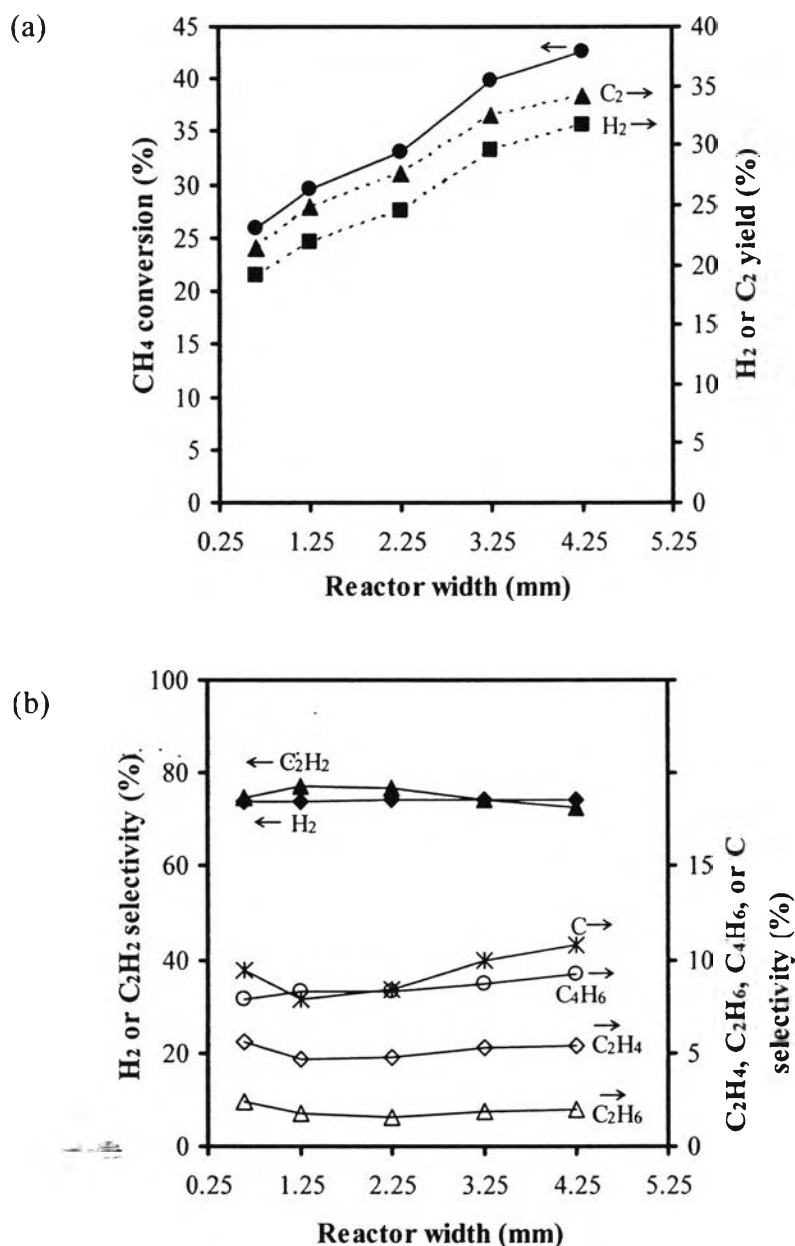 (a)
45
40
35
30
25
20
15
10
5
0
CH₄ conversion (%)
40
30
20
10
0
H₂ or C₂ yield (%)
←
C₂→
H₂→
0.25 1.25 2.25 3.25 4.25 5.25
Reactor width (mm)
(b)
100
80
60
40
20
0
H₂ or C₂H₂ selectivity (%)
15
10
5
0
C₂H₄, C₂H₆, C₄H₆, or C
selectivity (%)
← C₂H₂
← H₂
C→
→
C₄H₆
→
C₂H₄
→
C₂H₆
0.25 1.25 2.25 3.25 4.25 5.25
Reactor width (mm)